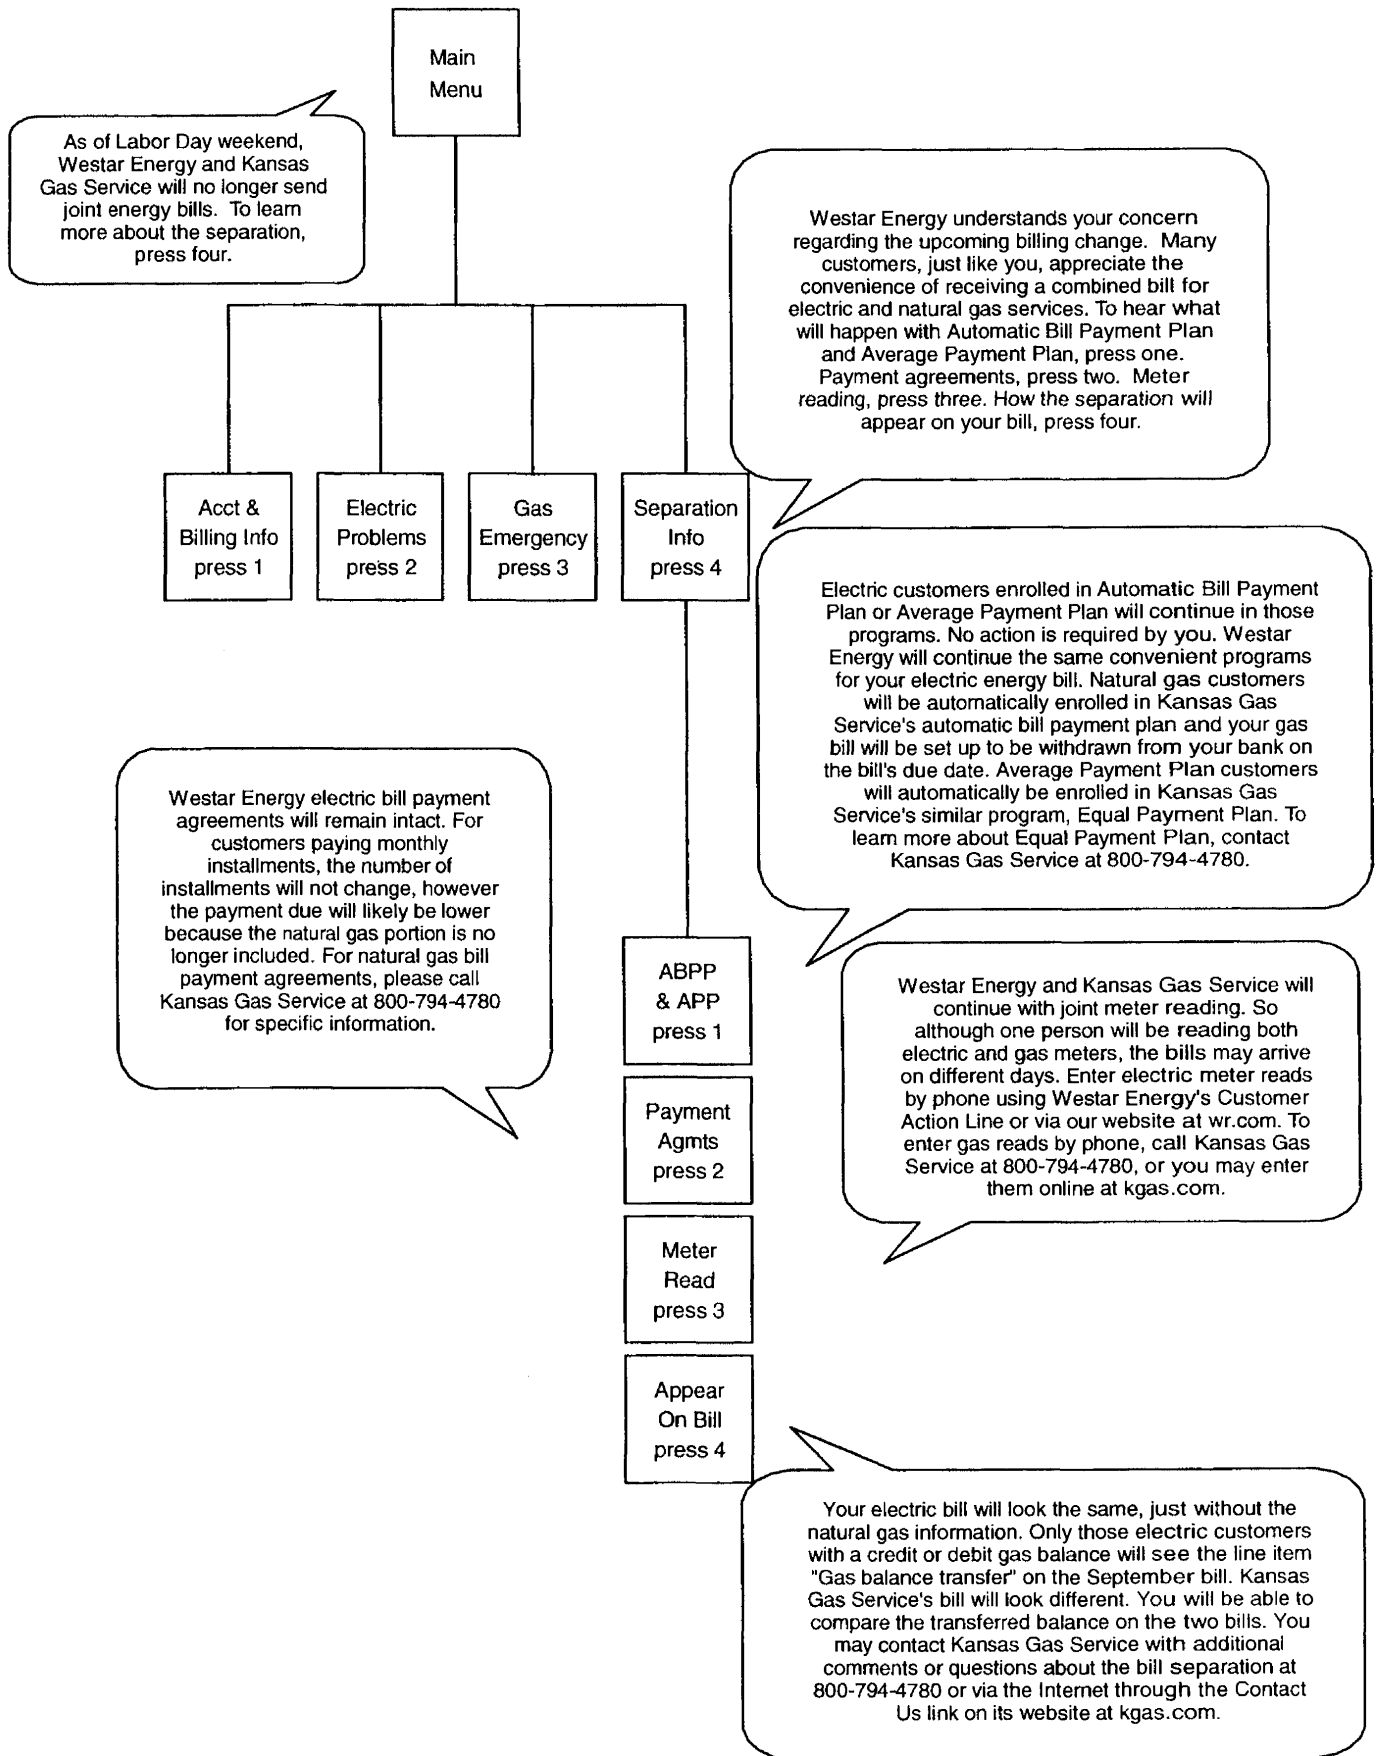 Main
Menu
As of Labor Day weekend,
Westar Energy and Kansas
Gas Service will no longer send
joint energy bills. To learn
more about the separation,
press four.
Westar Energy understands your concern
regarding the upcoming billing change. Many
customers, just like you, appreciate the
convenience of receiving a combined bill for
electric and natural gas services. To hear what
will happen with Automatic Bill Payment Plan
and Average Payment Plan, press one.
Payment agreements, press two. Meter
reading, press three. How the separation will
appear on your bill, press four.
Acct &
Billing Info
press 1
Electric
Problems
press 2
Gas
Emergency
press 3
Separation
Info
press 4
Electric customers enrolled in Automatic Bill Payment
Plan or Average Payment Plan will continue in those
programs. No action is required by you. Westar
Energy will continue the same convenient programs
for your electric energy bill. Natural gas customers
will be automatically enrolled in Kansas Gas
Service's automatic bill payment plan and your gas
bill will be set up to be withdrawn from your bank on
the bill's due date. Average Payment Plan customers
will automatically be enrolled in Kansas Gas
Service's similar program, Equal Payment Plan. To
learn more about Equal Payment Plan, contact
Kansas Gas Service at 800-794-4780.
Westar Energy electric bill payment
agreements will remain intact. For
customers paying monthly
installments, the number of
installments will not change, however
the payment due will likely be lower
because the natural gas portion is no
longer included. For natural gas bill
payment agreements, please call
Kansas Gas Service at 800-794-4780
for specific information.
ABPP
& APP
press 1
Westar Energy and Kansas Gas Service will
continue with joint meter reading. So
although one person will be reading both
electric and gas meters, the bills may arrive
on different days. Enter electric meter reads
by phone using Westar Energy's Customer
Action Line or via our website at wr.com. To
enter gas reads by phone, call Kansas Gas
Service at 800-794-4780, or you may enter
them online at kgas.com.
Payment
Agmts
press 2
Meter
Read
press 3
Appear
On Bill
press 4
Your electric bill will look the same, just without the
natural gas information. Only those electric customers
with a credit or debit gas balance will see the line item
"Gas balance transfer" on the September bill. Kansas
Gas Service's bill will look different. You will be able to
compare the transferred balance on the two bills. You
may contact Kansas Gas Service with additional
comments or questions about the bill separation at
800-794-4780 or via the Internet through the Contact
Us link on its website at kgas.com.